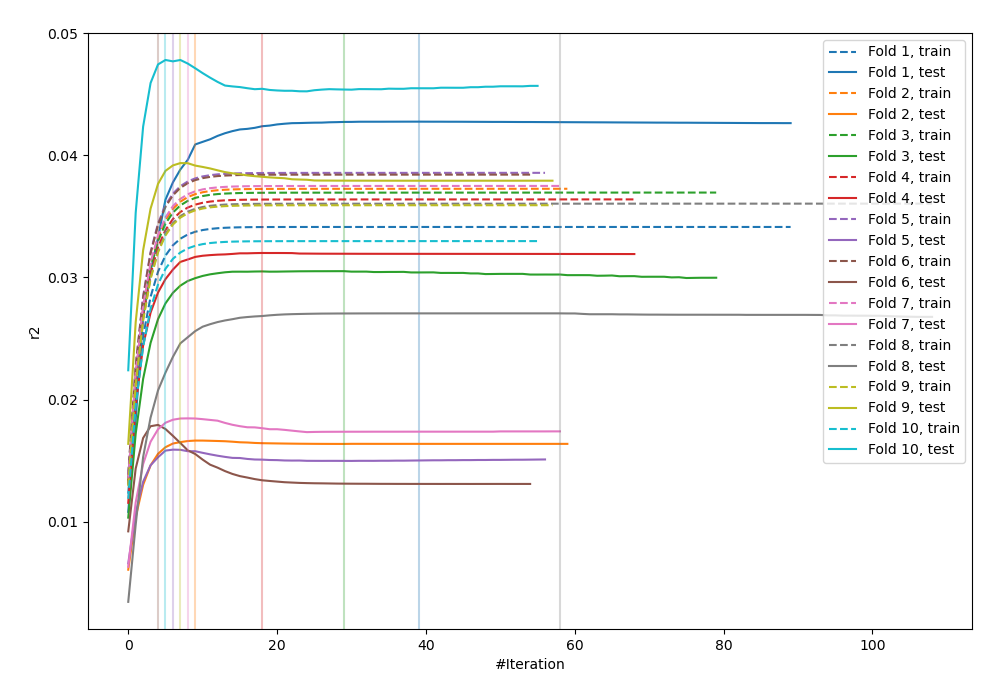 0.05
0.04
0.03
0.02
0.01
r2
0
20
40
60
80
100
#Iteration
Fold 1, train
Fold 1, test
Fold 2, train
Fold 2, test
Fold 3, train
Fold 3, test
Fold 4, train
Fold 4, test
Fold 5, train
Fold 5, test
Fold 6, train
Fold 6, test
Fold 7, train
Fold 7, test
Fold 8, train
Fold 8, test
Fold 9, train
Fold 9, test
Fold 10, train
Fold 10, test